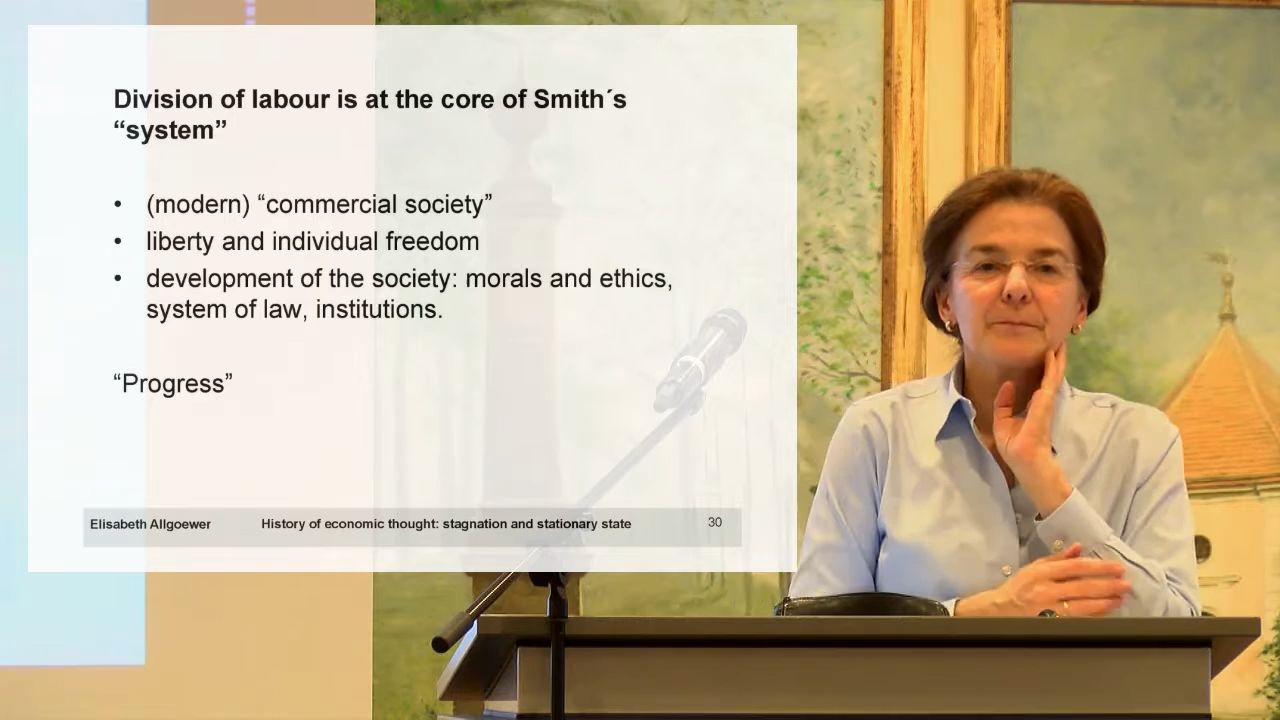 Division of labour is at the core of Smith´s
“system”
• (modern) “commercial society”
• liberty and individual freedom
• development of the society: morals and ethics,
system of law, institutions.
“Progress”
Elisabeth Allgoewer History of economic thought: stagnation and stationary state 30